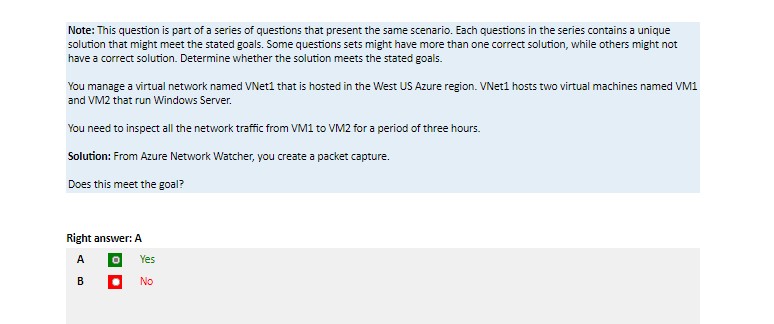 Note: This question is part of a series of questions that present the same scenario. Each questions in the series contains a unique
solution that might meet the stated goals. Some questions sets might have more than one correct solution, while others might not
have a correct solution. Determine whether the solution meets the stated goals.
You manage a virtual network named VNet1 that is hosted in the West US Azure region. VNet1 hosts two virtual machines named VM1
and VM2 that run Windows Server.
You need to inspect all the network traffic from VM1 to VM2 for a period of three hours.
Solution: From Azure Network Watcher, you create a packet capture.
Does this meet the goal?
Right answer: A
A Yes
B No